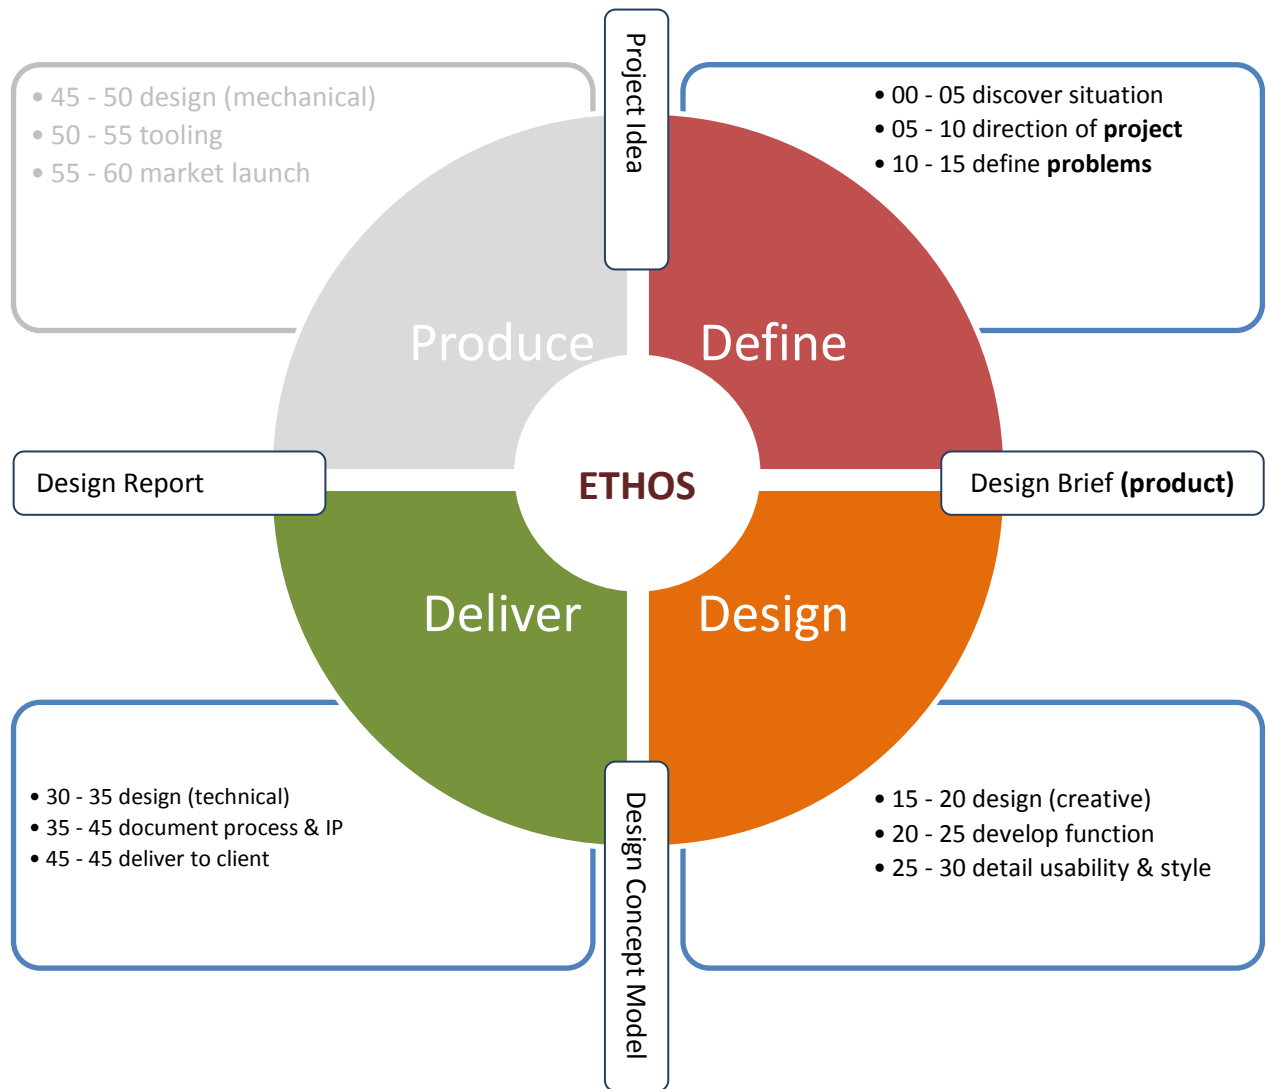 Project Idea
• 45 - 50 design (mechanical)
• 50 - 55 tooling
• 55 - 60 market launch
• 00 - 05 discover situation
• 05 - 10 direction of project
• 10 - 15 define problems
Produce
Define
Design Report
ETHOS
Design Brief (product)
Deliver
Design
• 30 - 35 design (technical)
• 35 - 45 document process & IP
• 45 - 45 deliver to client
Design Concept Model
• 15 - 20 design (creative)
• 20 - 25 develop function
• 25 - 30 detail usability & style